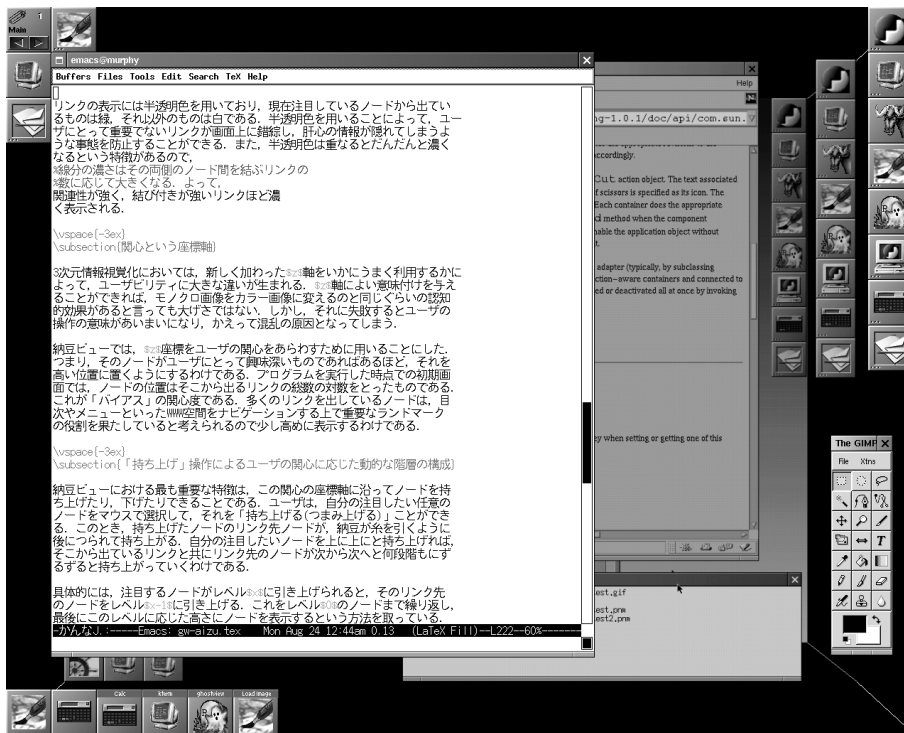 Main
1
emacs@murphy
Buffers Files Tools Edit Search TeX Help
リンクの表示には半透明色を用いており，現在注目しているノードから出てい
るものは緑，それ以外のものは白である．半透明色を用いることによって，ユー
ザにとって重要でないリンクが画面上に錯綜し，肝心の情報が隠れてしまうよ
うな事態を防止することができる．また，半透明色は重なるとだんだんと濃く
なるという特徴があるので，
%線分の濃さはその両側のノード間を結ぶリンクの
%数に応じて大きくなる．よって，
関連性が強く，結び付きが強いリンクほど濃
く表示される．
\vspace{-3ex}
\subsection{関心という座標軸}
3次元情報視覚化においては，新しく加わった$z$軸をいかにうまく利用するかに
よって，ユーザビリティに大きな違いが生まれる．$z$軸によい意味付けを与え
ることができれば，モノクロ画像をカラー画像に変えるのと同じぐらいの認知
的効果があると言っても大げさではない．しかし，それに失敗するとユーザの
操作の意味があいまいになり，かえって混乱の原因となってしまう．
納豆ビューでは，$z$座標をユーザの関心をあらわすために用いることにした．
つまり，そのノードがユーザにとって興味深いものであればあるほど，それを
高い位置に置くようにするわけである．プログラムを実行した時点での初期画
面では，ノードの位置はそこから出るリンクの総数の対数をとったものである．
これが「バイアス」の関心度である．多くのリンクを出しているノードは，目
次やメニューといったWWW空間をナビゲーションする上で重要なランドマーク
の役割を果たしていると考えられるので少し高めに表示するわけである．
\vspace{-3ex}
\subsection{「持ち上げ」操作によるユーザの関心に応じた動的な階層の構成}
納豆ビューにおける最も重要な特徴は，この関心の座標軸に沿ってノードを持
ち上げたり，下げたりできることである．ユーザは，自分の注目したい任意の
ノードをマウスで選択して，それを「持ち上げる(つまみ上げる)」ことができ
る．このとき，持ち上げたノードのリンク先ノードが，納豆が糸を引くように
後につられて持ち上がる．自分の注目したいノードを上に上にと持ち上げれば，
そこから出ているリンクと共にリンク先のノードが次から次へと何段階もにず
るずると持ち上がっていくわけである．
具体的には，注目するノードがレベル$x$に引き上げられると，そのリンク先
のノードをレベル$x-1$に引き上げる．これをレベル$0$のノードまで繰り返し，
最後にこのレベルに応じた高さにノードを表示するという方法を取っている．
-かんなJ.:-----Emacs: gw-aizu.tex Mon Aug 24 12:44am 0.13 (LaTeX Fill)--L222--60%-------
Help
ng-1.0.1/doc/api/com.sun.
accordingly.
Cut action object. The text associated
f scissors is specified as its icon. The
Each container does the appropriate
d method when the component
nable the application object without
t.
adapter (typically, by subclassing
ction-aware containers and connected to
ed or deactivated all at once by invoking
ey when setting or getting one of this
est.gif
est.pnm
est2.pnm
The GIMP
File Xtns
Calc
kterm
ghostview
Load Image